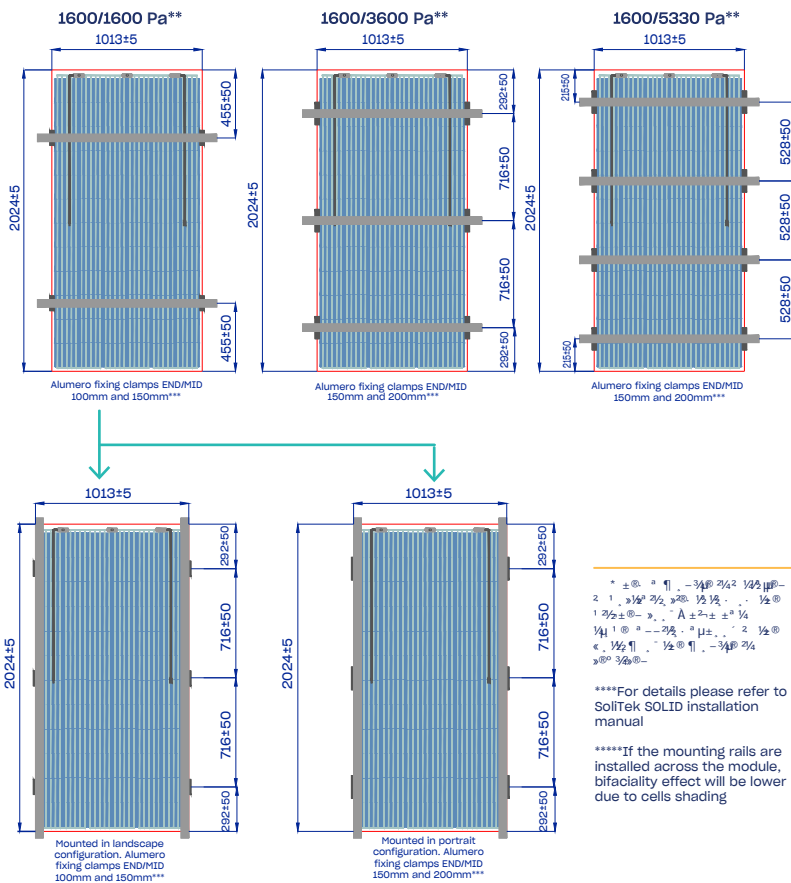 1600/1600 Pa**
1013±5
2024±5
455±50
455±50
Alumero fixing clamps END/MID
100mm and 150mm***
1600/3600 Pa**
1013±5
2024±5
292±50
716±50
716±50
292±50
Alumero fixing clamps END/MID
150mm and 200mm***
1600/5330 Pa**
1013±5
2024±5
215±50
528±50
528±50
528±50
215±50
Alumero fixing clamps END/MID
150mm and 200mm***
1013±5
2024±5
292±50
716±50
716±50
292±50
Mounted in landscape
configuration. Alumero
fixing clamps END/MID
100mm and 150mm***
1013±5
2024±5
292±50
716±50
716±50
292±50
Mounted in portrait
configuration. Alumero
fixing clamps END/MID
150mm and 200mm***
****For details please refer to
SoliTek SOLID installation
manual
*****If the mounting rails are
installed across the module,
bifaciality effect will be lower
due to cells shading